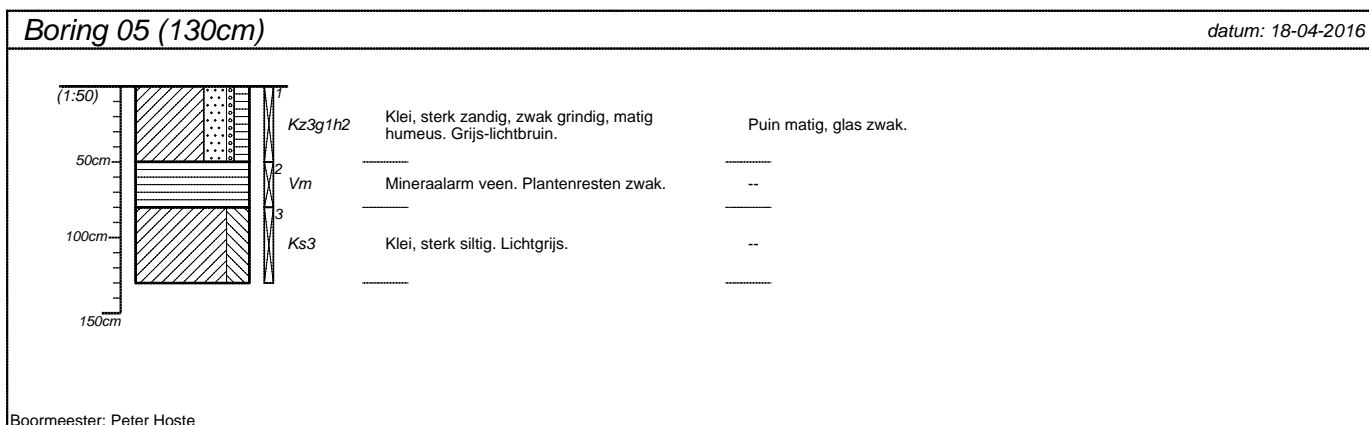 Boring 05 (130cm)
datum: 18-04-2016
(1:50)
1
Kz3g1h2
Klei, sterk zandig, zwak grindig, matig
humeus. Grijs-lichtbruin.
Puin matig, glas zwak.
50cm
2
Vm
Mineraalarm veen. Plantenresten zwak.
--
3
100cm
Ks3
Klei, sterk siltig. Lichtgrijs.
--
150cm
Boormeester: Peter Hoste